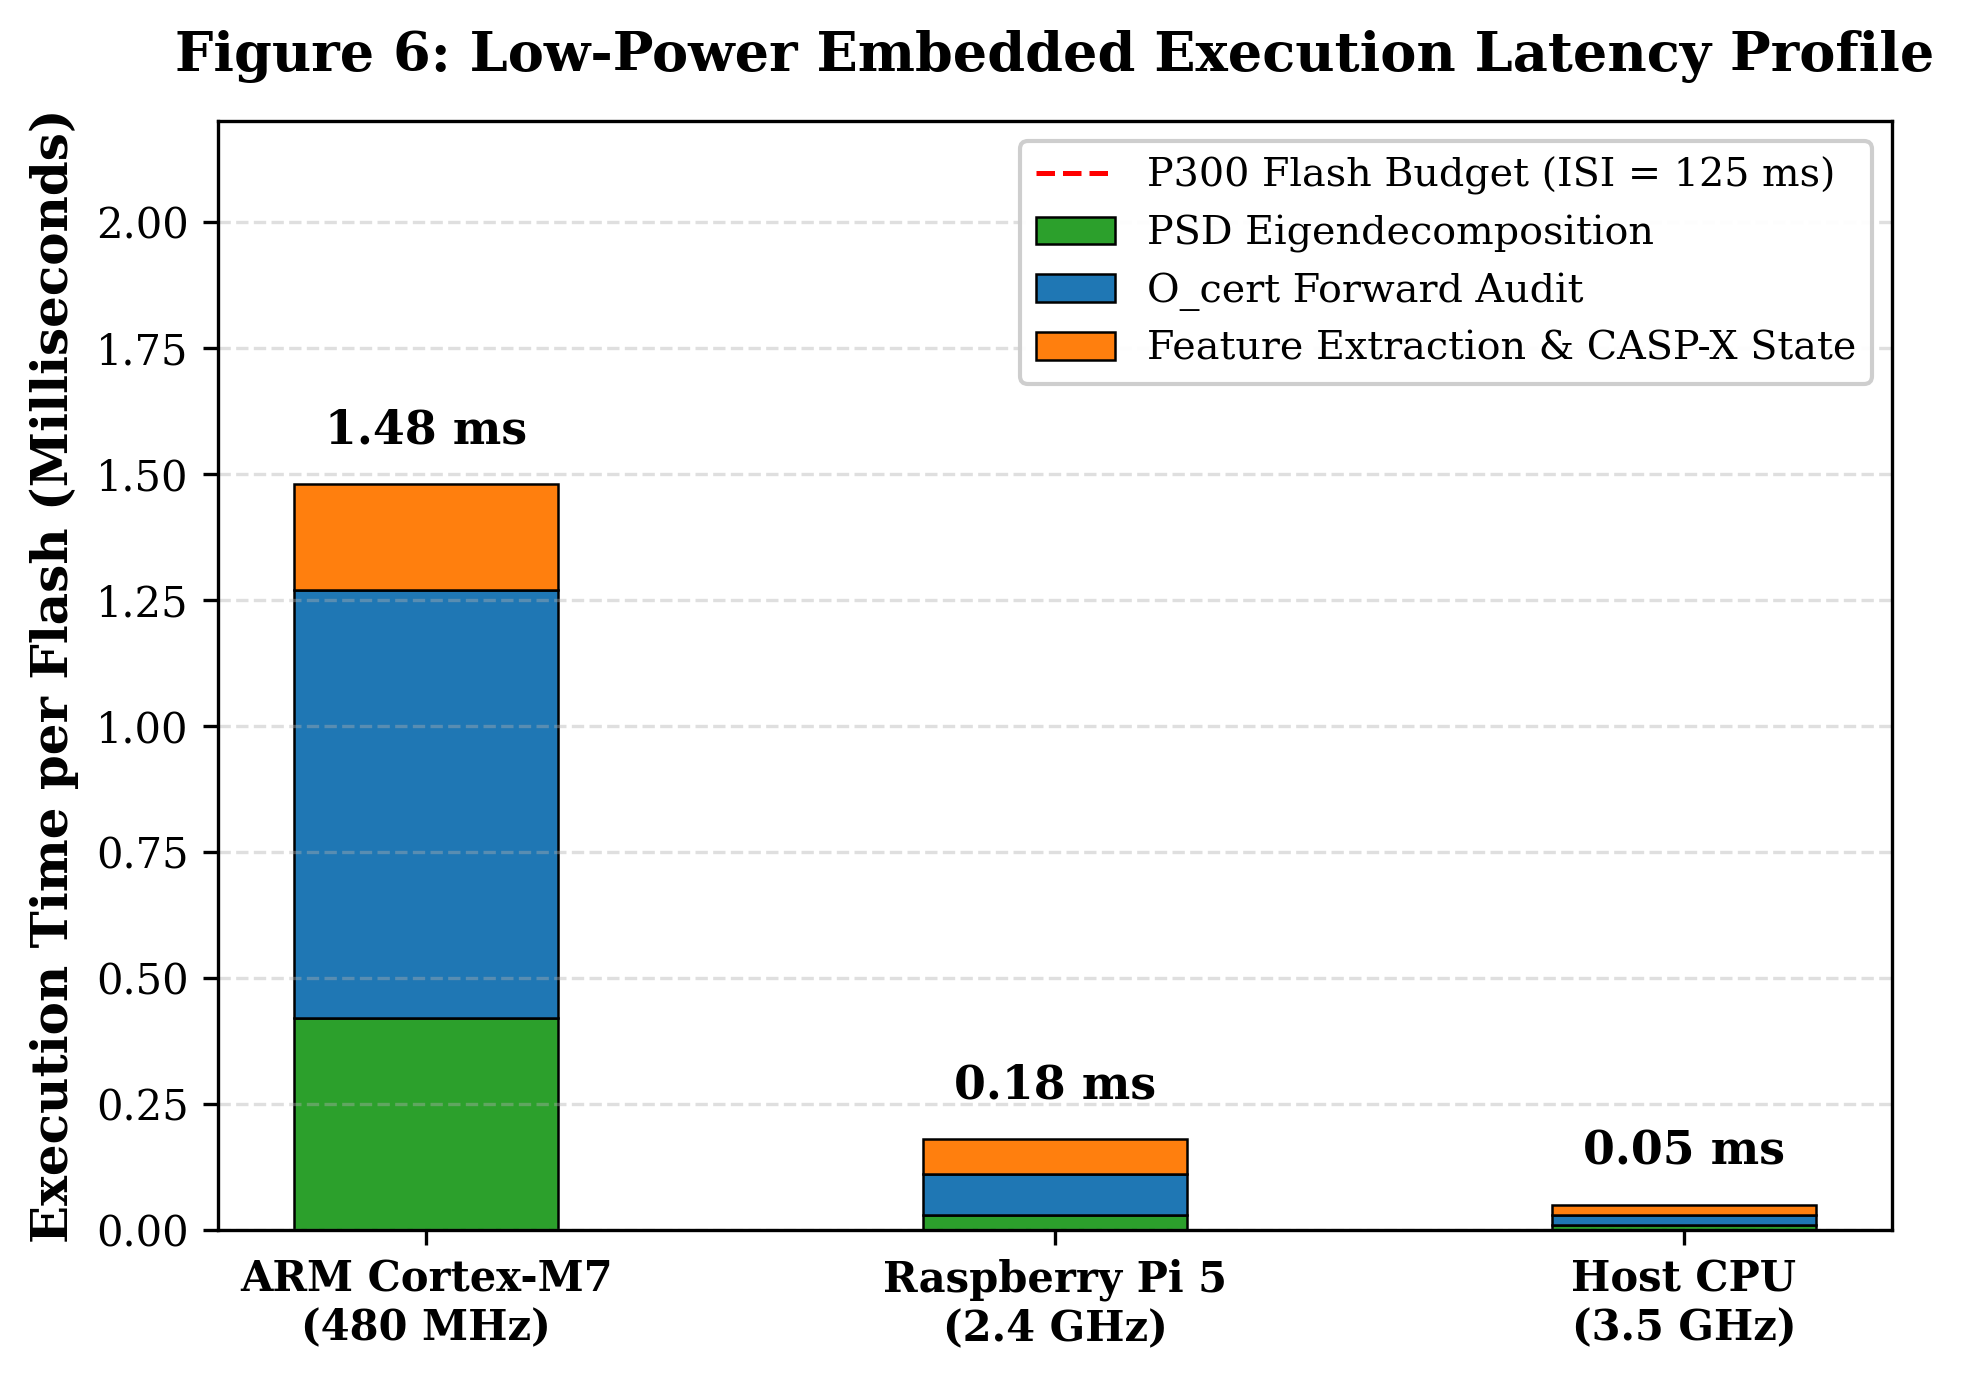 Figure 6: Low-Power Embedded Execution Latency Profile
Execution Time per Flash (Milliseconds)
2.00
1.75
1.50
1.25
1.00
0.75
0.50
0.25
0.00
P300 Flash Budget (ISI = 125 ms)
PSD Eigendecomposition
O_cert Forward Audit
Feature Extraction & CASP-X State
1.48 ms
0.18 ms
0.05 ms
ARM Cortex-M7
(480 MHz)
Raspberry Pi 5
(2.4 GHz)
Host CPU
(3.5 GHz)